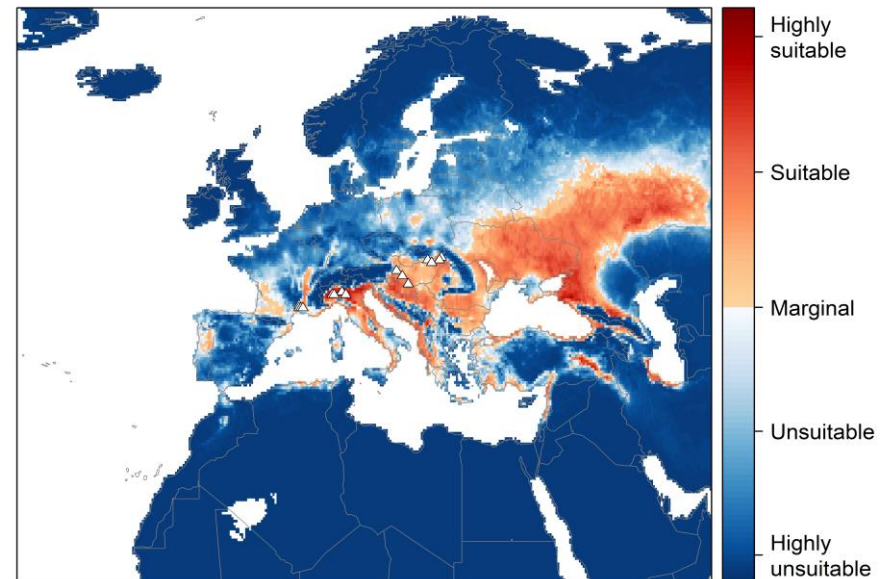 Highly
suitable
Suitable
Marginal
Unsuitable
Highly
unsuitable